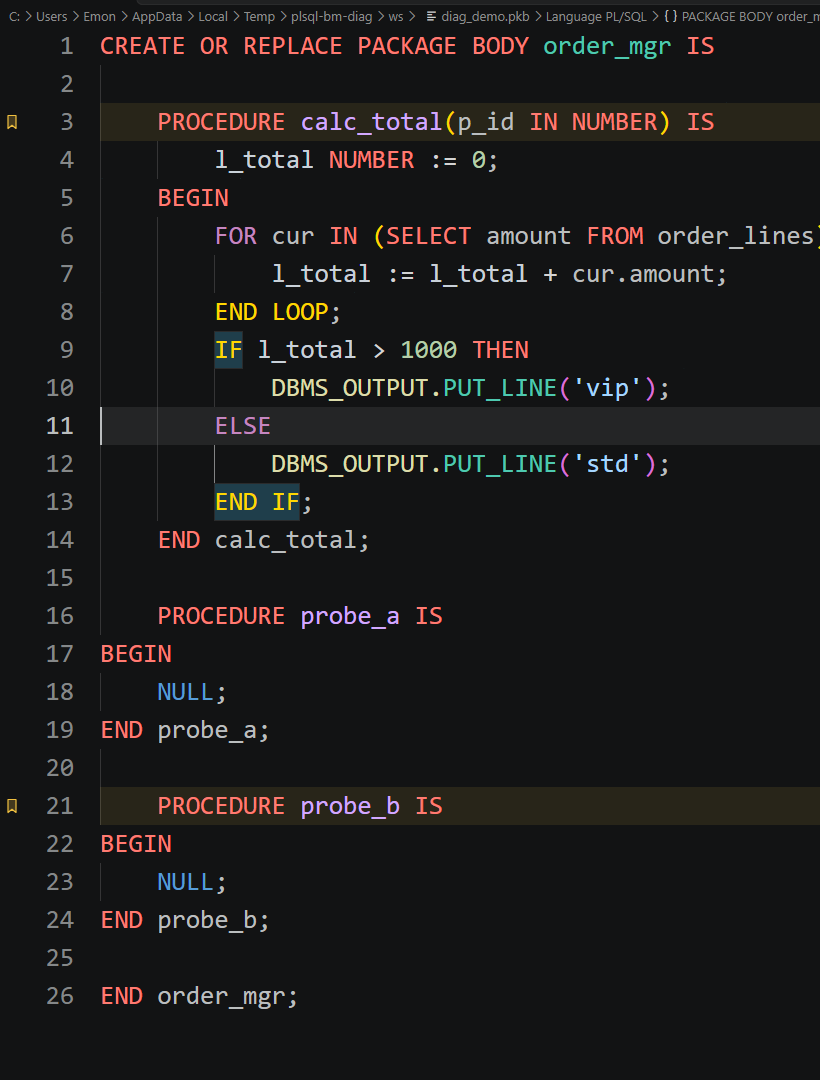 C: > Users > Emon > AppData > Local > Temp > plsql-bm-diag > ws > diag_demo.pkb > Language PL/SQL > {} PACKAGE BODY order_m
1 CREATE OR REPLACE PACKAGE BODY order_mgr IS
2
3     PROCEDURE calc_total(p_id IN NUMBER) IS
4         l_total NUMBER := 0;
5     BEGIN
6         FOR cur IN (SELECT amount FROM order_lines)
7             l_total := l_total + cur.amount;
8         END LOOP;
9         IF l_total > 1000 THEN
10             DBMS_OUTPUT.PUT_LINE('vip');
11         ELSE
12             DBMS_OUTPUT.PUT_LINE('std');
13         END IF;
14     END calc_total;
15
16     PROCEDURE probe_a IS
17 BEGIN
18     NULL;
19 END probe_a;
20
21     PROCEDURE probe_b IS
22 BEGIN
23     NULL;
24 END probe_b;
25
26 END order_mgr;